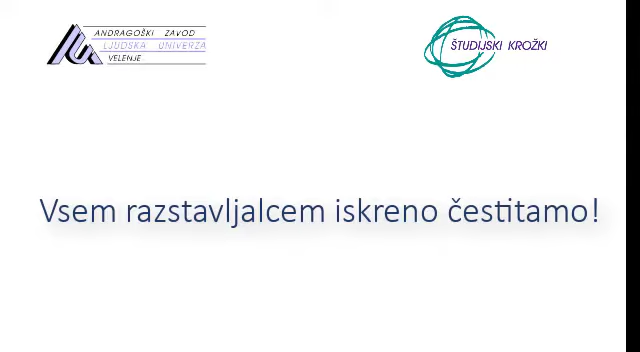 ANDRAGOŠKI ZAVOD
LJUDSKA UNIVERZA
VELENJE
ŠTUDIJSKI KROŽKI
Vsem razstavljalcem iskreno čestitamo!